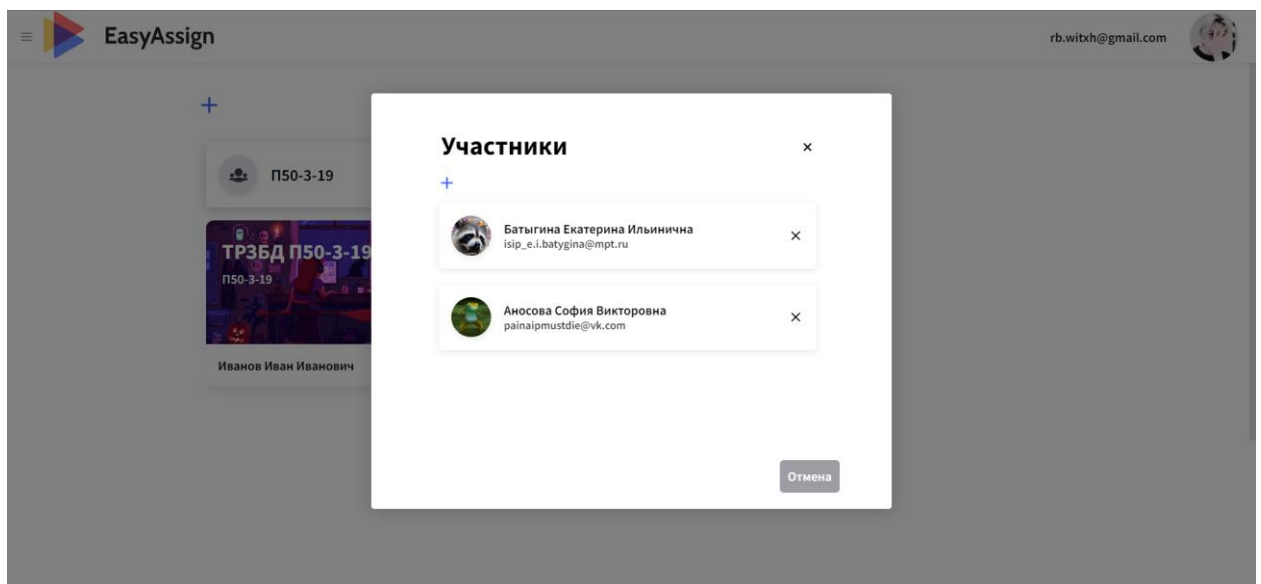 EasyAssign
rb.witxh@gmail.com
П50-3-19
ТРЗБД П50-3-19
П50-3-19
Иванов Иван Иванович
Участники
Батыгина Екатерина Ильинична
isip_e.i.batygina@mpt.ru
Аносова София Викторовна
painaipmustdie@vk.com
Отмена